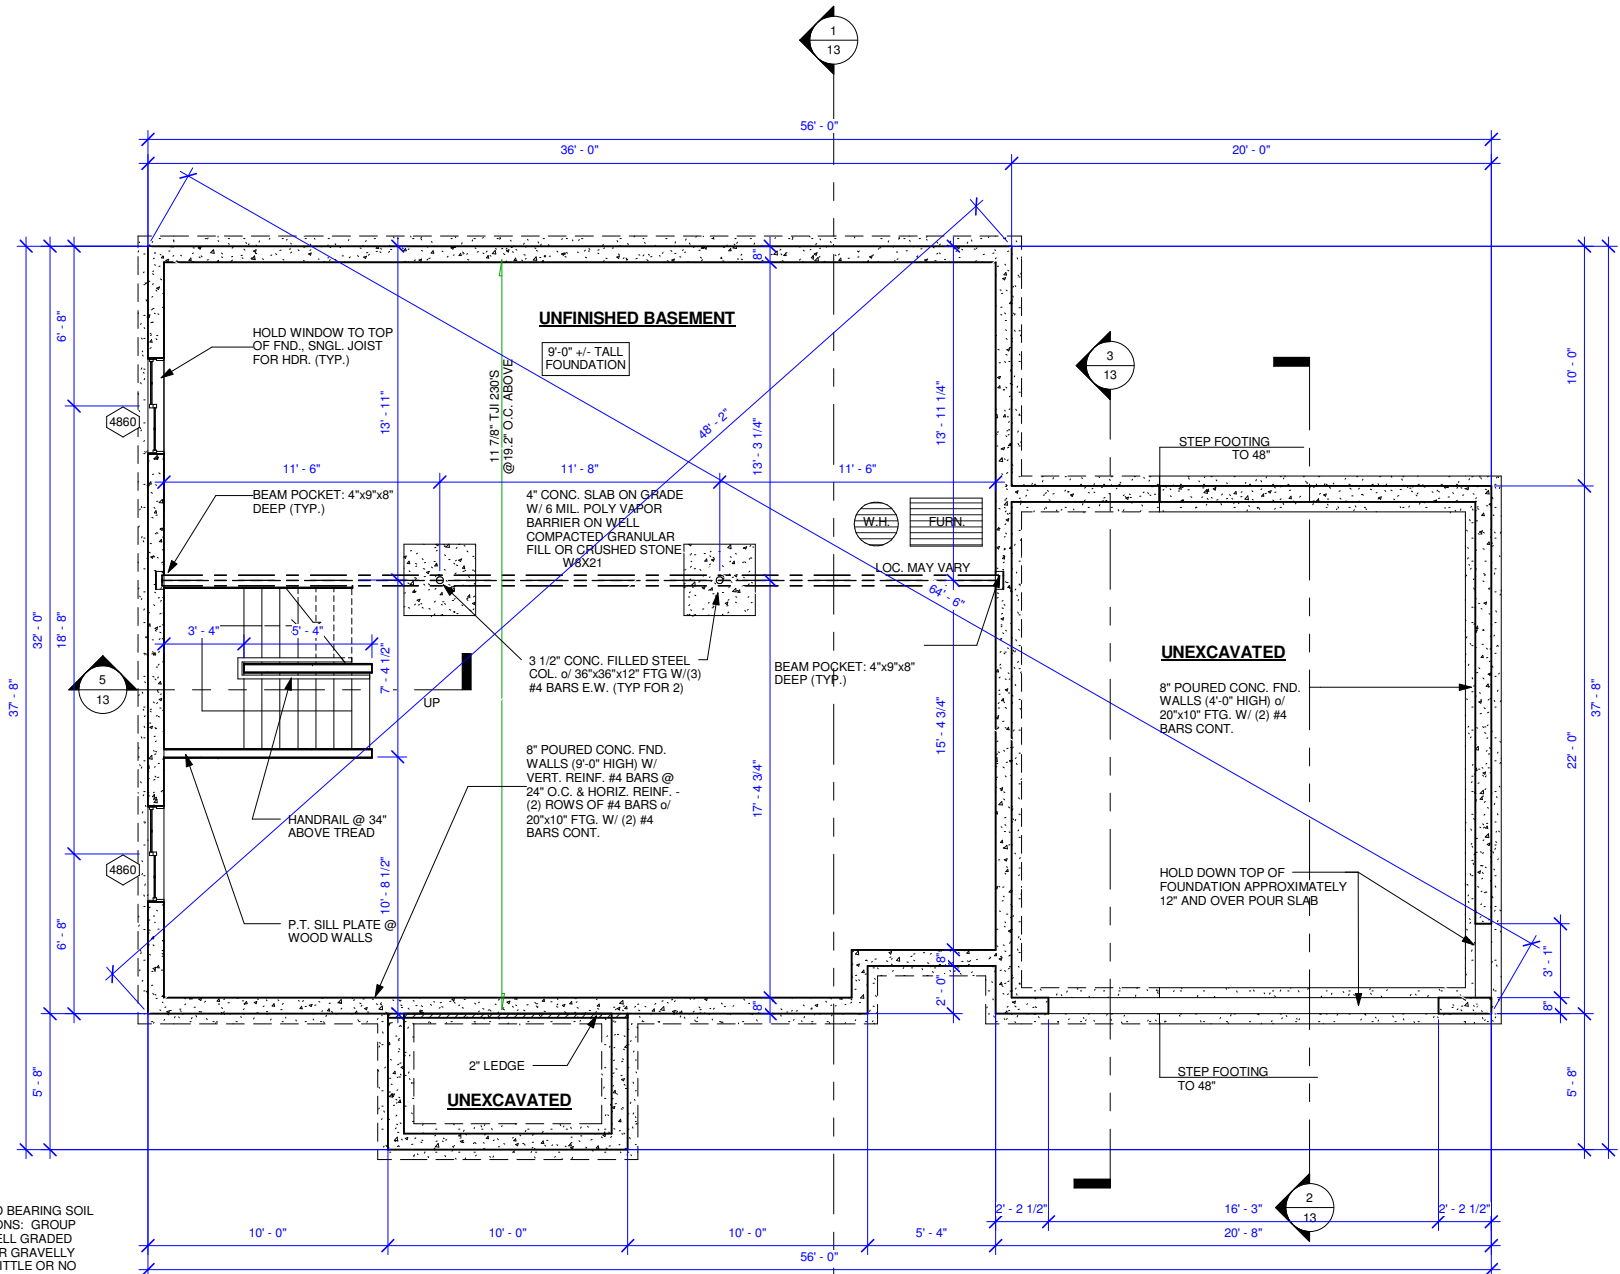 1
13
56' - 0"
36' - 0"
20' - 0"
8"
6' - 8"
HOLD WINDOW TO TOP
OF FND., SNGL. JOIST
FOR HDR. (TYP.)
UNFINISHED BASEMENT
9'-0" +/- TALL
FOUNDATION
11 7/8" TJI 230'S
@19.2" O.C. ABOVE
3
13
10' - 0"
4860
13' - 11"
48' - 2"
13' - 3 1/4"
13' - 11 1/4"
STEP FOOTING
TO 48"
11' - 6"
11' - 8"
11' - 6"
BEAM POCKET: 4"x9"x8"
DEEP (TYP.)
4" CONC. SLAB ON GRADE
W/ 6 MIL. POLY VAPOR
BARRIER ON WELL
COMPACTED GRANULAR
FILL OR CRUSHED STONE
W8X21
W.H.
FURN.
LOC. MAY VARY
64' - 6"
32' - 0"
18' - 8"
37' - 8"
3' - 4"
5' - 4"
7' - 4 1/2"
5
13
UP
3 1/2" CONC. FILLED STEEL
COL. o/ 36"x36"x12" FTG W/(3)
#4 BARS E.W. (TYP FOR 2)
BEAM POCKET: 4"x9"x8"
DEEP (TYP.)
UNEXCAVATED
8" POURED CONC. FND.
WALLS (4'-0" HIGH) o/
20"x10" FTG. W/ (2) #4
BARS CONT.
37' - 8"
22' - 0"
15' - 4 3/4"
17' - 4 3/4"
8" POURED CONC. FND.
WALLS (9'-0" HIGH) W/
VERT. REINF. #4 BARS @
24" O.C. & HORIZ. REINF. -
(2) ROWS OF #4 BARS o/
20"x10" FTG. W/ (2) #4
BARS CONT.
HANDRAIL @ 34"
ABOVE TREAD
4860
10' - 8 1/2"
HOLD DOWN TOP OF
FOUNDATION APPROXIMATELY
12" AND OVER POUR SLAB
P.T. SILL PLATE @
WOOD WALLS
6' - 8"
8"
2' - 0"
8"
3' - 1"
8"
2" LEDGE
UNEXCAVATED
STEP FOOTING
TO 48"
5' - 8"
5' - 8"
2
13
10' - 0"
10' - 0"
10' - 0"
5' - 4"
2' - 2 1/2"
16' - 3"
2' - 2 1/2"
20' - 8"
56' - 0"
BEARING SOIL
GROUP
GRADED
GRAVELLY
OR NO